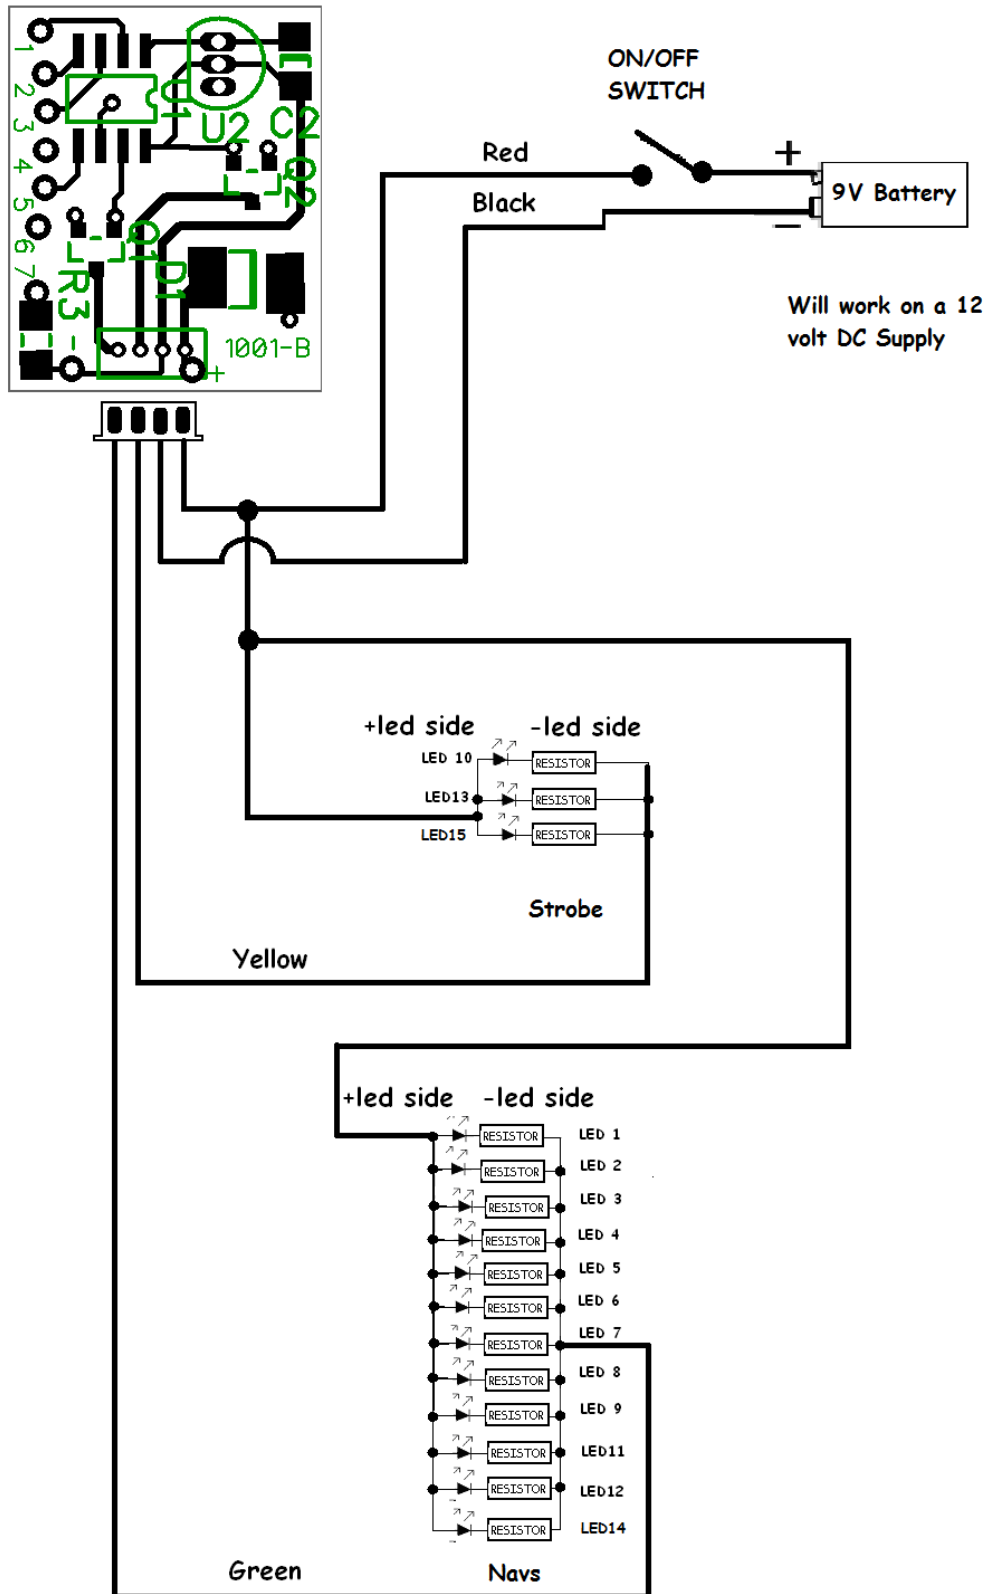 1
2
3
4
5
6
7
U1
U2
C2
Q2
Q1
D1
R3
-
+
1001-B
ON/OFF
SWITCH
Red
Black
+
9V Battery
-
Will work on a 12
volt DC Supply
+led side -led side
LED 10 RESISTOR
LED13 RESISTOR
LED15 RESISTOR
Strobe
Yellow
+led side -led side
RESISTOR LED 1
RESISTOR LED 2
RESISTOR LED 3
RESISTOR LED 4
RESISTOR LED 5
RESISTOR LED 6
RESISTOR LED 7
RESISTOR LED 8
RESISTOR LED 9
RESISTOR LED11
RESISTOR LED12
RESISTOR LED14
Green Navs